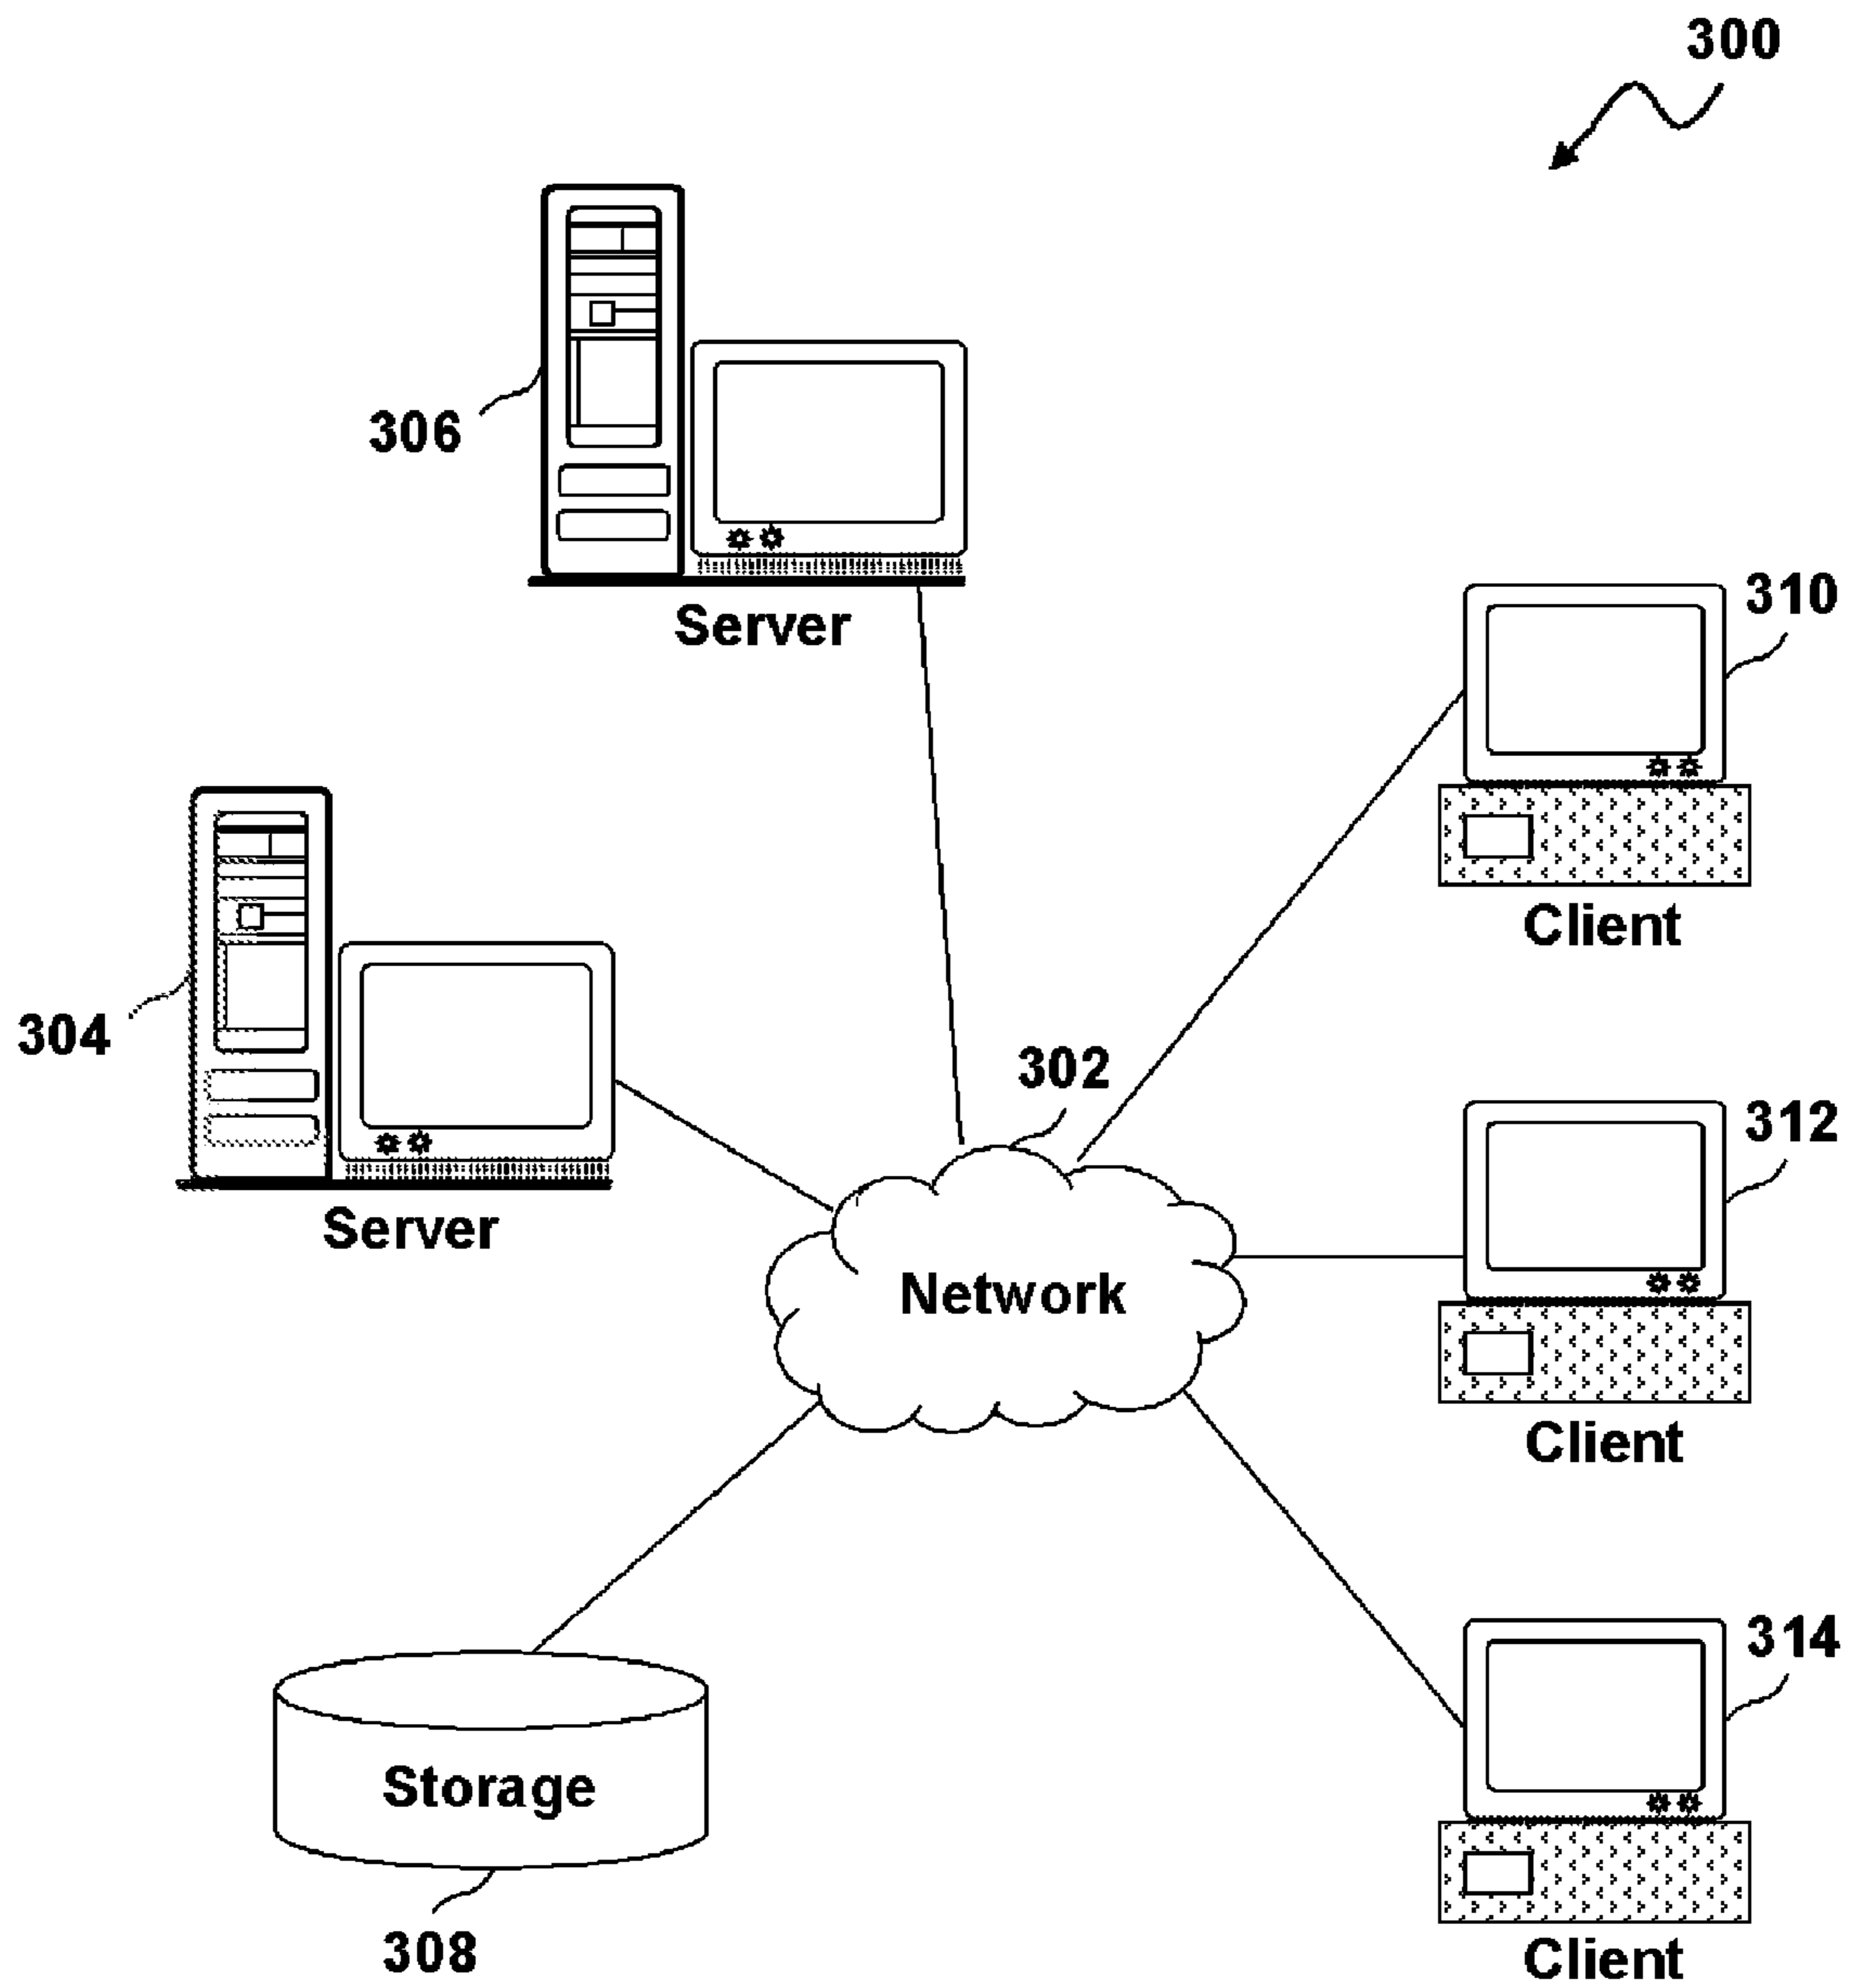 300
306
Server
310
Client
304
Server
302
Network
312
Client
Storage
308
314
Client